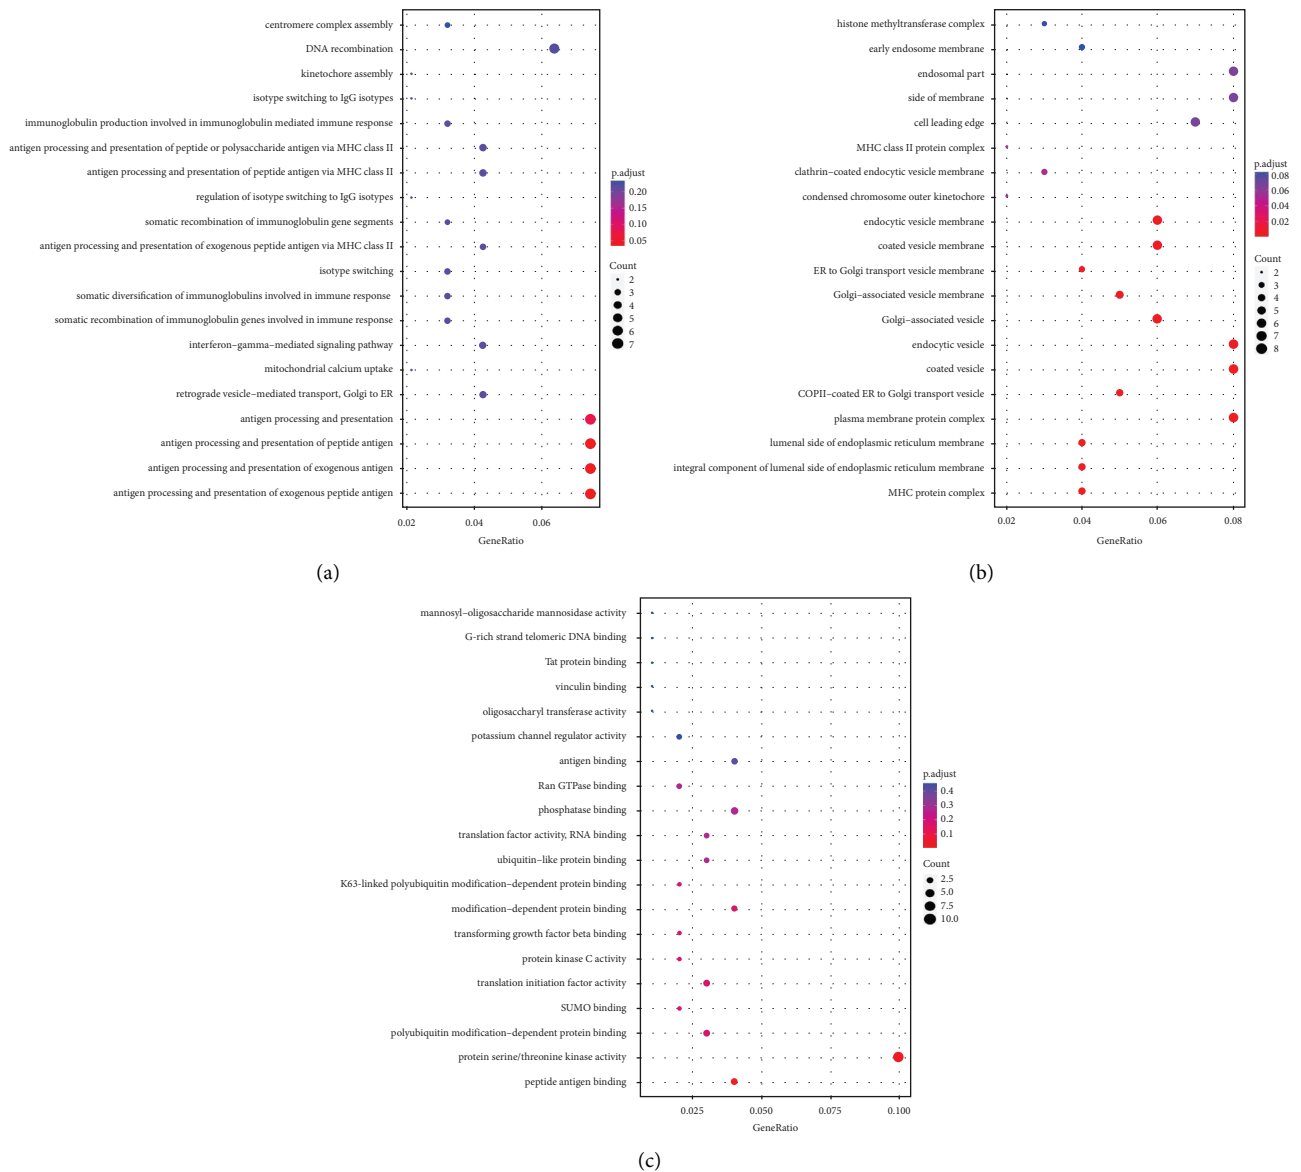 centromere complex assembly
DNA recombination
kinetochore assembly
isotype switching to IgG isotypes
immunoglobulin production involved in immunoglobulin mediated immune response
antigen processing and presentation of peptide or polysaccharide antigen via MHC class II
antigen processing and presentation of peptide antigen via MHC class II
regulation of isotype switching to IgG isotypes
somatic recombination of immunoglobulin gene segments
antigen processing and presentation of exogenous peptide antigen via MHC class II
isotype switching
somatic diversification of immunoglobulins involved in immune response
somatic recombination of immunoglobulin genes involved in immune response
interferon–gamma–mediated signaling pathway
mitochondrial calcium uptake
retrograde vesicle–mediated transport, Golgi to ER
antigen processing and presentation
antigen processing and presentation of peptide antigen
antigen processing and presentation of exogenous antigen
antigen processing and presentation of exogenous peptide antigen
0.02 0.04 0.06
GeneRatio
p.adjust
0.20
0.15
0.10
0.05
Count
2
3
4
5
6
7
(a)
histone methyltransferase complex
early endosome membrane
endosomal part
side of membrane
cell leading edge
MHC class II protein complex
clathrin–coated endocytic vesicle membrane
condensed chromosome outer kinetochore
endocytic vesicle membrane
coated vesicle membrane
ER to Golgi transport vesicle membrane
Golgi–associated vesicle membrane
Golgi–associated vesicle
endocytic vesicle
coated vesicle
COPII–coated ER to Golgi transport vesicle
plasma membrane protein complex
lumenal side of endoplasmic reticulum membrane
integral component of lumenal side of endoplasmic reticulum membrane
MHC protein complex
0.02 0.04 0.06 0.08
GeneRatio
p.adjust
0.08
0.06
0.04
0.02
Count
2
3
4
5
6
7
8
(b)
mannosyl–oligosaccharide mannosidase activity
G-rich strand telomeric DNA binding
Tat protein binding
vinculin binding
oligosaccharyl transferase activity
potassium channel regulator activity
antigen binding
Ran GTPase binding
phosphatase binding
translation factor activity, RNA binding
ubiquitin–like protein binding
K63-linked polyubiquitin modification–dependent protein binding
modification–dependent protein binding
transforming growth factor beta binding
protein kinase C activity
translation initiation factor activity
SUMO binding
polyubiquitin modification–dependent protein binding
protein serine/threonine kinase activity
peptide antigen binding
0.025 0.050 0.075 0.100
GeneRatio
p.adjust
0.4
0.3
0.2
0.1
Count
2.5
5.0
7.5
10.0
(c)